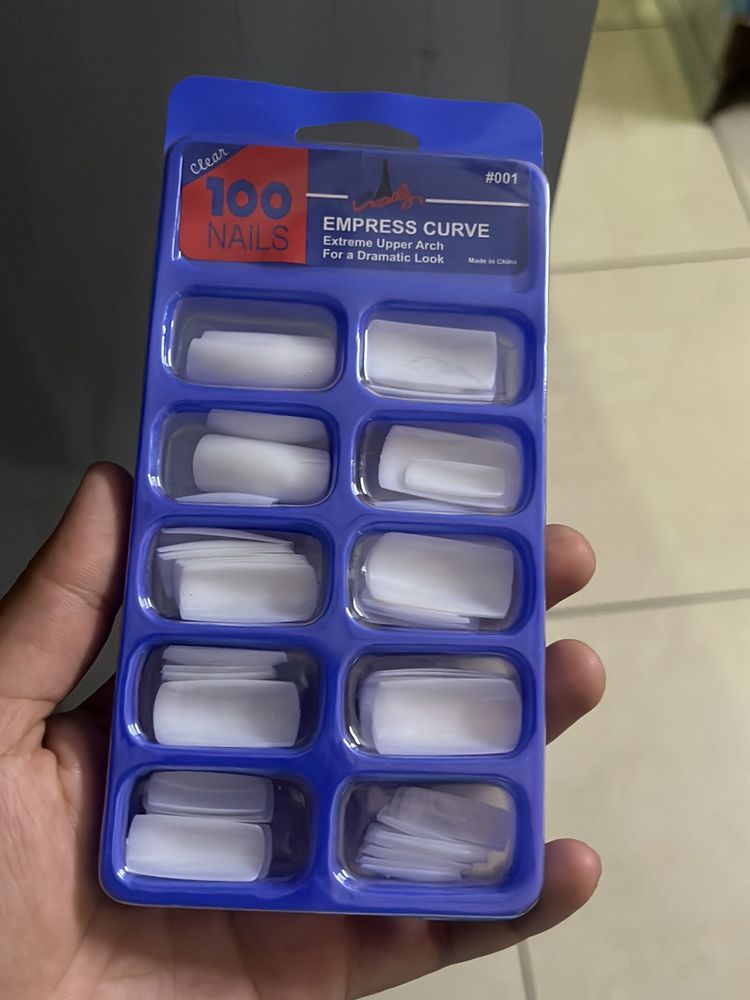 clear
100
NAILS
#001
EMPRESS CURVE
Extreme Upper Arch
For a Dramatic Look
Made in China